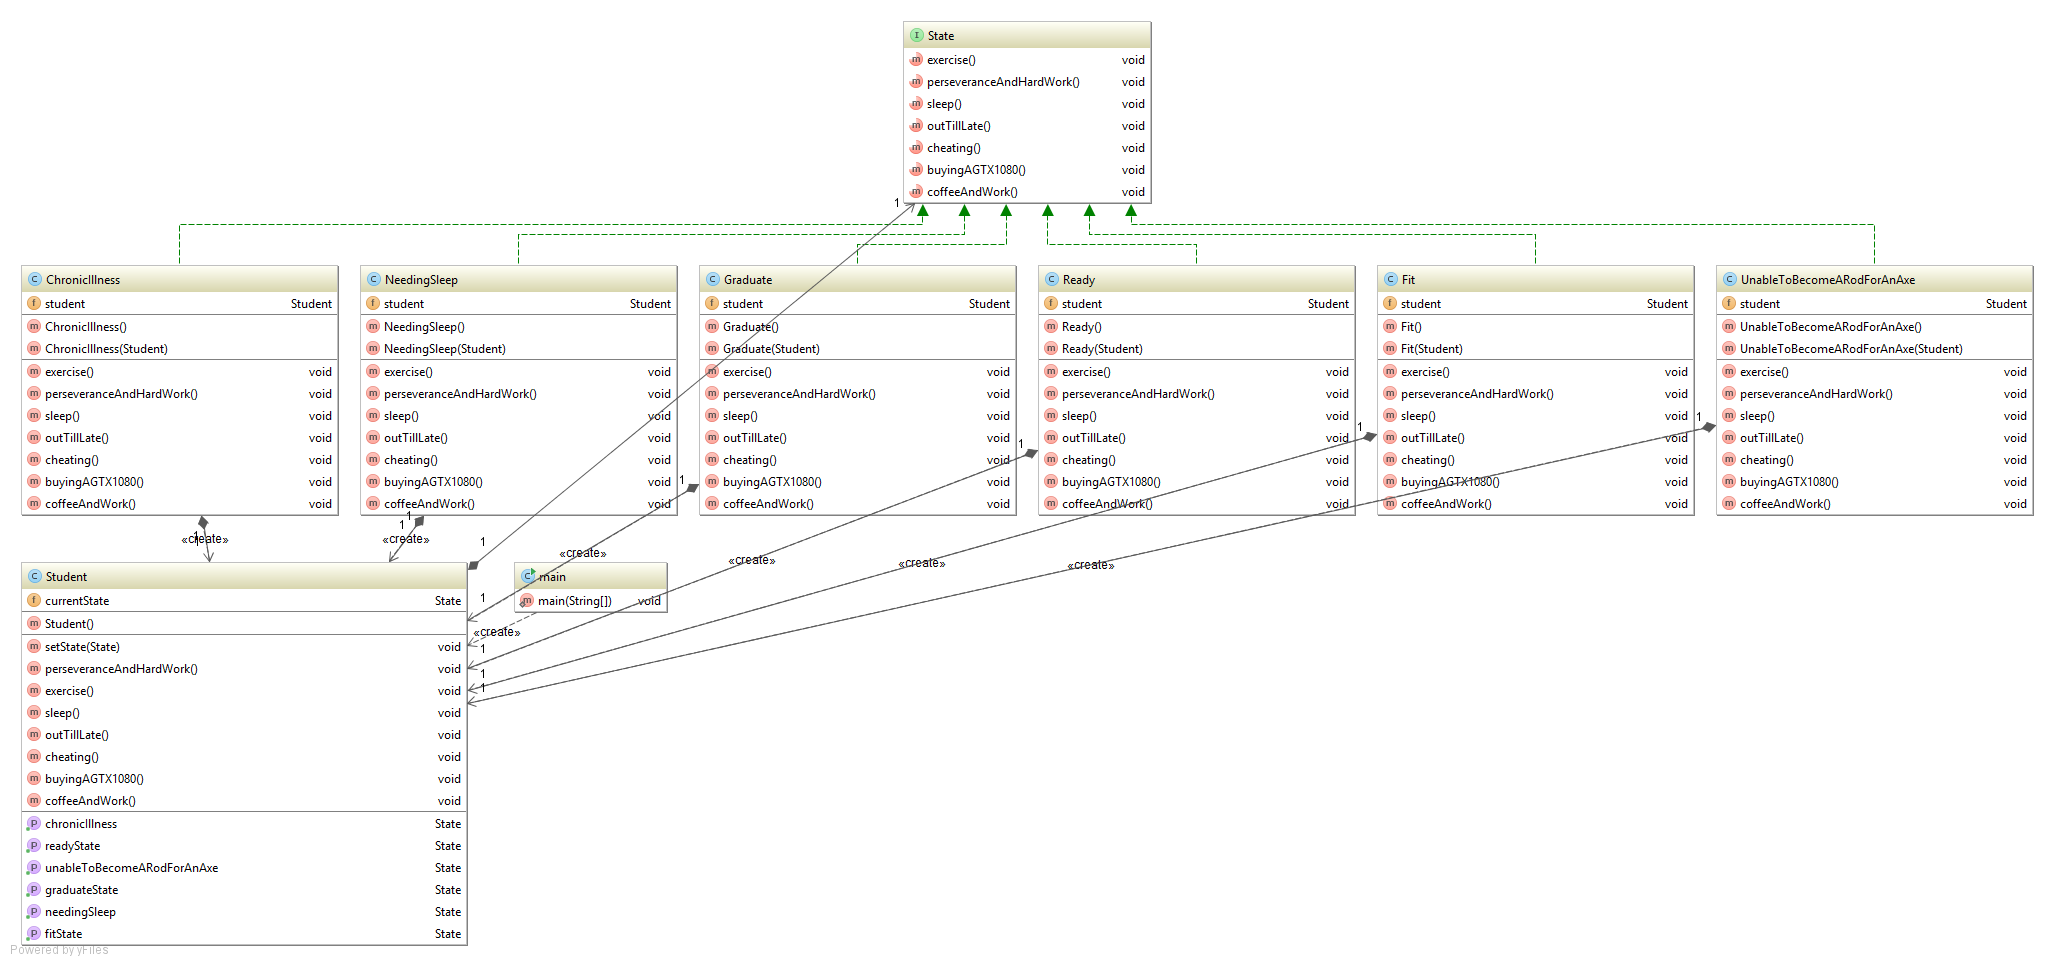 I State
m exercise() void
m perseveranceAndHardWork() void
m sleep() void
m outTillLate() void
m cheating() void
m buyingAGTX1080() void
m coffeeAndWork() void
1
C ChronicIllness
f student Student
m ChronicIllness()
m ChronicIllness(Student)
m exercise() void
m perseveranceAndHardWork() void
m sleep() void
m outTillLate() void
m cheating() void
m buyingAGTX1080() void
m coffeeAndWork() void
C NeedingSleep
f student Student
m NeedingSleep()
m NeedingSleep(Student)
m exercise() void
m perseveranceAndHardWork() void
m sleep() void
m outTillLate() void
m cheating() void
m buyingAGTX1080() void
m coffeeAndWork() void
C Graduate
f student Student
m Graduate()
m Graduate(Student)
m exercise() void
m perseveranceAndHardWork() void
m sleep() void
m outTillLate() void
m cheating() void
m buyingAGTX1080() void
m coffeeAndWork() void
C Ready
f student Student
m Ready()
m Ready(Student)
m exercise() void
m perseveranceAndHardWork() void
m sleep() void
m outTillLate() void
m cheating() void
m buyingAGTX1080() void
m coffeeAndWork() void
C Fit
f student Student
m Fit()
m Fit(Student)
m exercise() void
m perseveranceAndHardWork() void
m sleep() void
m outTillLate() void
m cheating() void
m buyingAGTX1080() void
m coffeeAndWork() void
C UnableToBecomeARodForAnAxe
f student Student
m UnableToBecomeARodForAnAxe()
m UnableToBecomeARodForAnAxe(Student)
m exercise() void
m perseveranceAndHardWork() void
m sleep() void
m outTillLate() void
m cheating() void
m buyingAGTX1080() void
m coffeeAndWork() void
1
1
1
1
1
1
1
«create»
«create»
1
«create»
«create»
«create»
«create»
C Student
f currentState State
m Student()
m setState(State) void
m perseveranceAndHardWork() void
m exercise() void
m sleep() void
m outTillLate() void
m cheating() void
m buyingAGTX1080() void
m coffeeAndWork() void
P chronicIllness State
P readyState State
P unableToBecomeARodForAnAxe State
P graduateState State
P needingSleep State
P fitState State
C main
m main(String[]) void
1
«create»
1
1
1
Powered by yFiles